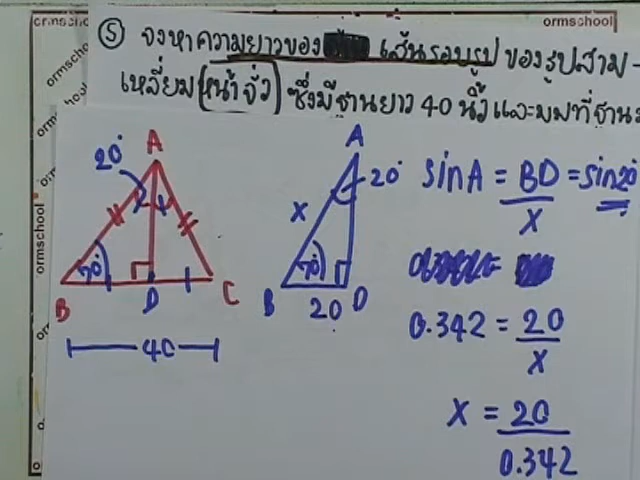 ormschool ormschool
⑤ จงหาความยาวของ เส้นรอบรูป ของรูปสาม-
เหลี่ยม(หน้าจั่ว) ซึ่งมีฐานยาว 40 นิ้ว และมุมที่ฐาน
A
20°
70°
B D C
40
A
20°
x
70°
B 20 D
sinA = BD/x = sin20°
0.342 = 20/x
x = 20/0.342
ormschool
ormschool